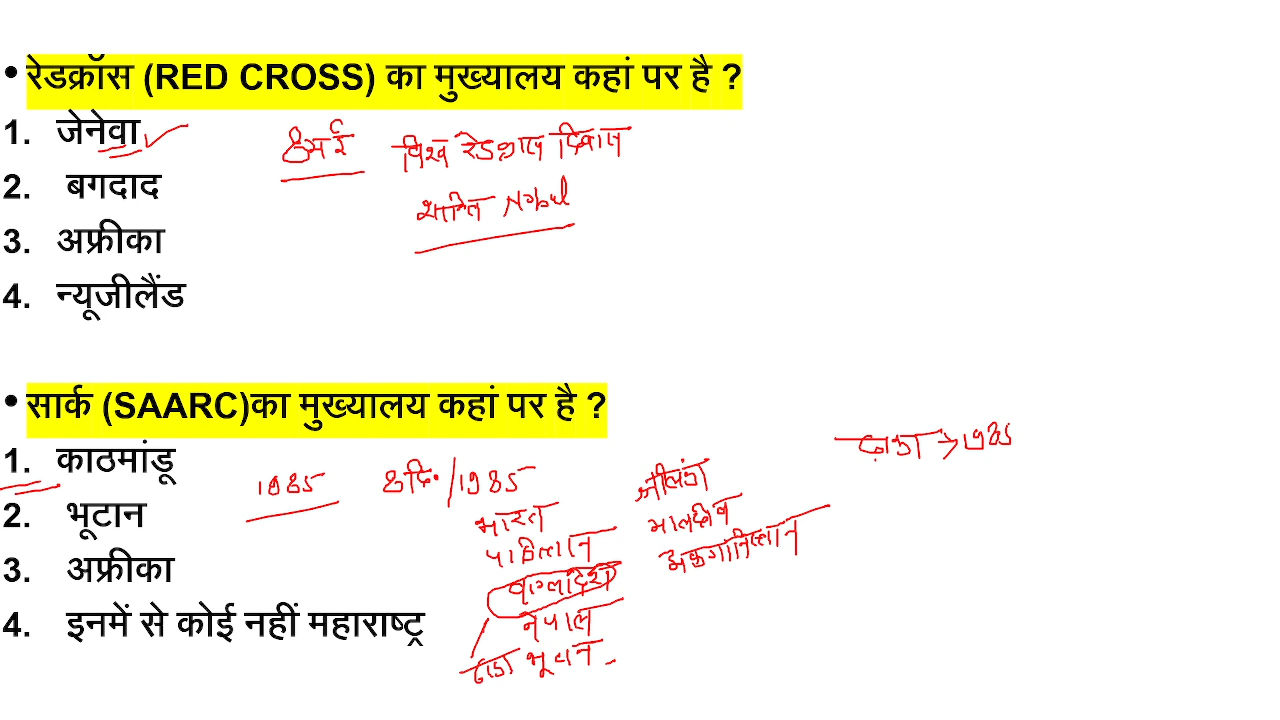 • रेडक्रॉस (RED CROSS) का मुख्यालय कहां पर है ?
1. जेनेवा
8 मई विश्व रेडक्रास दिवस
2. बगदाद
शान्ति Nobel
3. अफ्रीका
4. न्यूजीलैंड
• सार्क (SAARC)का मुख्यालय कहां पर है ?
ढाका → 1985
1. काठमांडू
1985
8 दि. / 1985
श्रीलंका
2. भूटान
भारत
मालदीव
पाकिस्तान
अफगानिस्तान
3. अफ्रीका
बांग्लादेश
4. इनमें से कोई नहीं महाराष्ट्र
नेपाल
ढाका भूटान